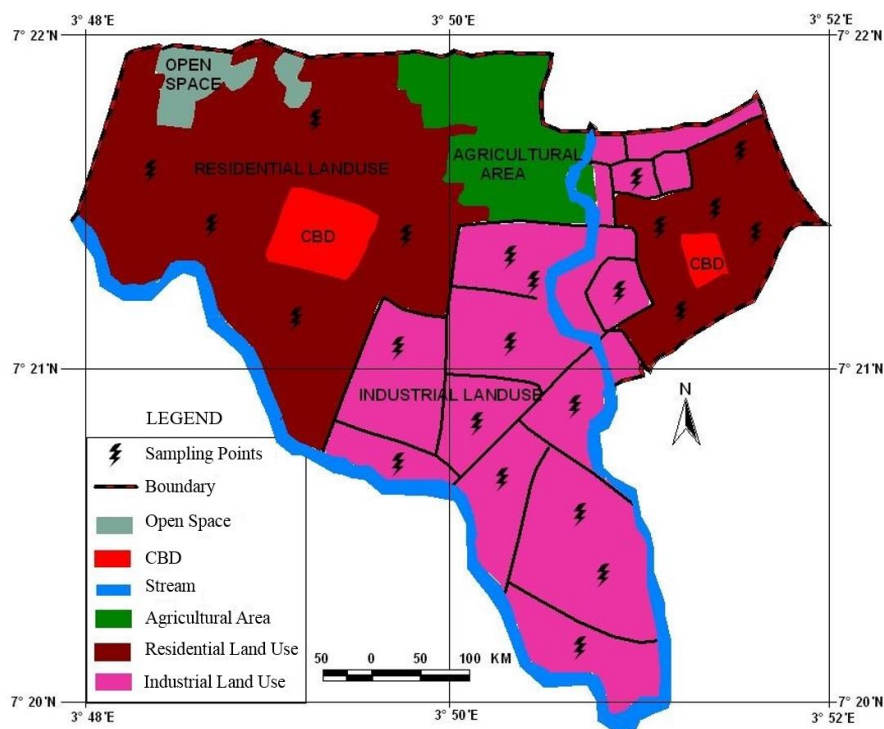 3° 48' E
3° 50' E
3° 52' E
7° 22' N
7° 22' N
OPEN
SPACE
RESIDENTIAL LANDUSE
AGRICULTURAL
AREA
CBD
CBD
7° 21' N
7° 21' N
INDUSTRIAL LANDUSE
N
LEGEND
Sampling Points
Boundary
Open Space
CBD
Stream
Agricultural Area
Residential Land Use
Industrial Land Use
50 0 50 100 KM
7° 20' N
7° 20' N
3° 48' E
3° 50' E
3° 52' E